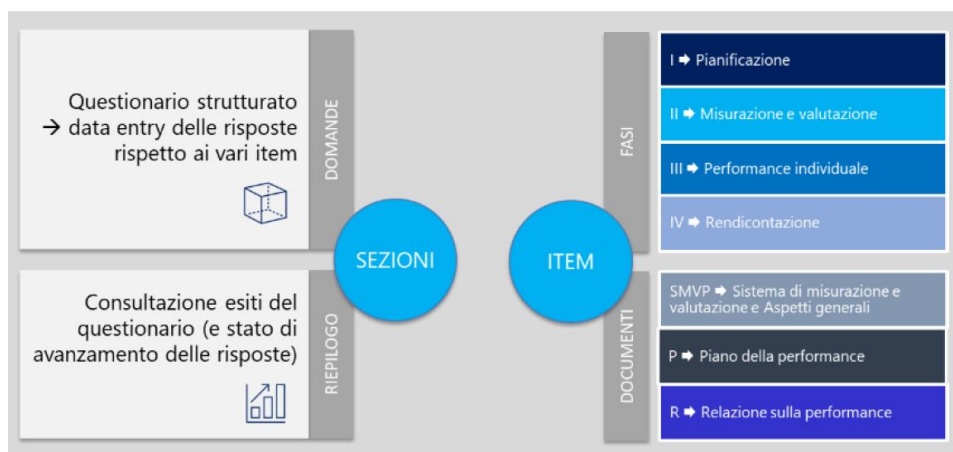 Questionario strutturato
→ data entry delle risposte
rispetto ai vari item
DOMANDE
Consultazione esiti del
questionario (e stato di
avanzamento delle risposte)
RIEPILOGO
SEZIONI
ITEM
FASI
I ➡ Pianificazione
II ➡ Misurazione e valutazione
III ➡ Performance individuale
IV ➡ Rendicontazione
DOCUMENTI
SMVP ➡ Sistema di misurazione e
valutazione e Aspetti generali
P ➡ Piano della performance
R ➡ Relazione sulla performance